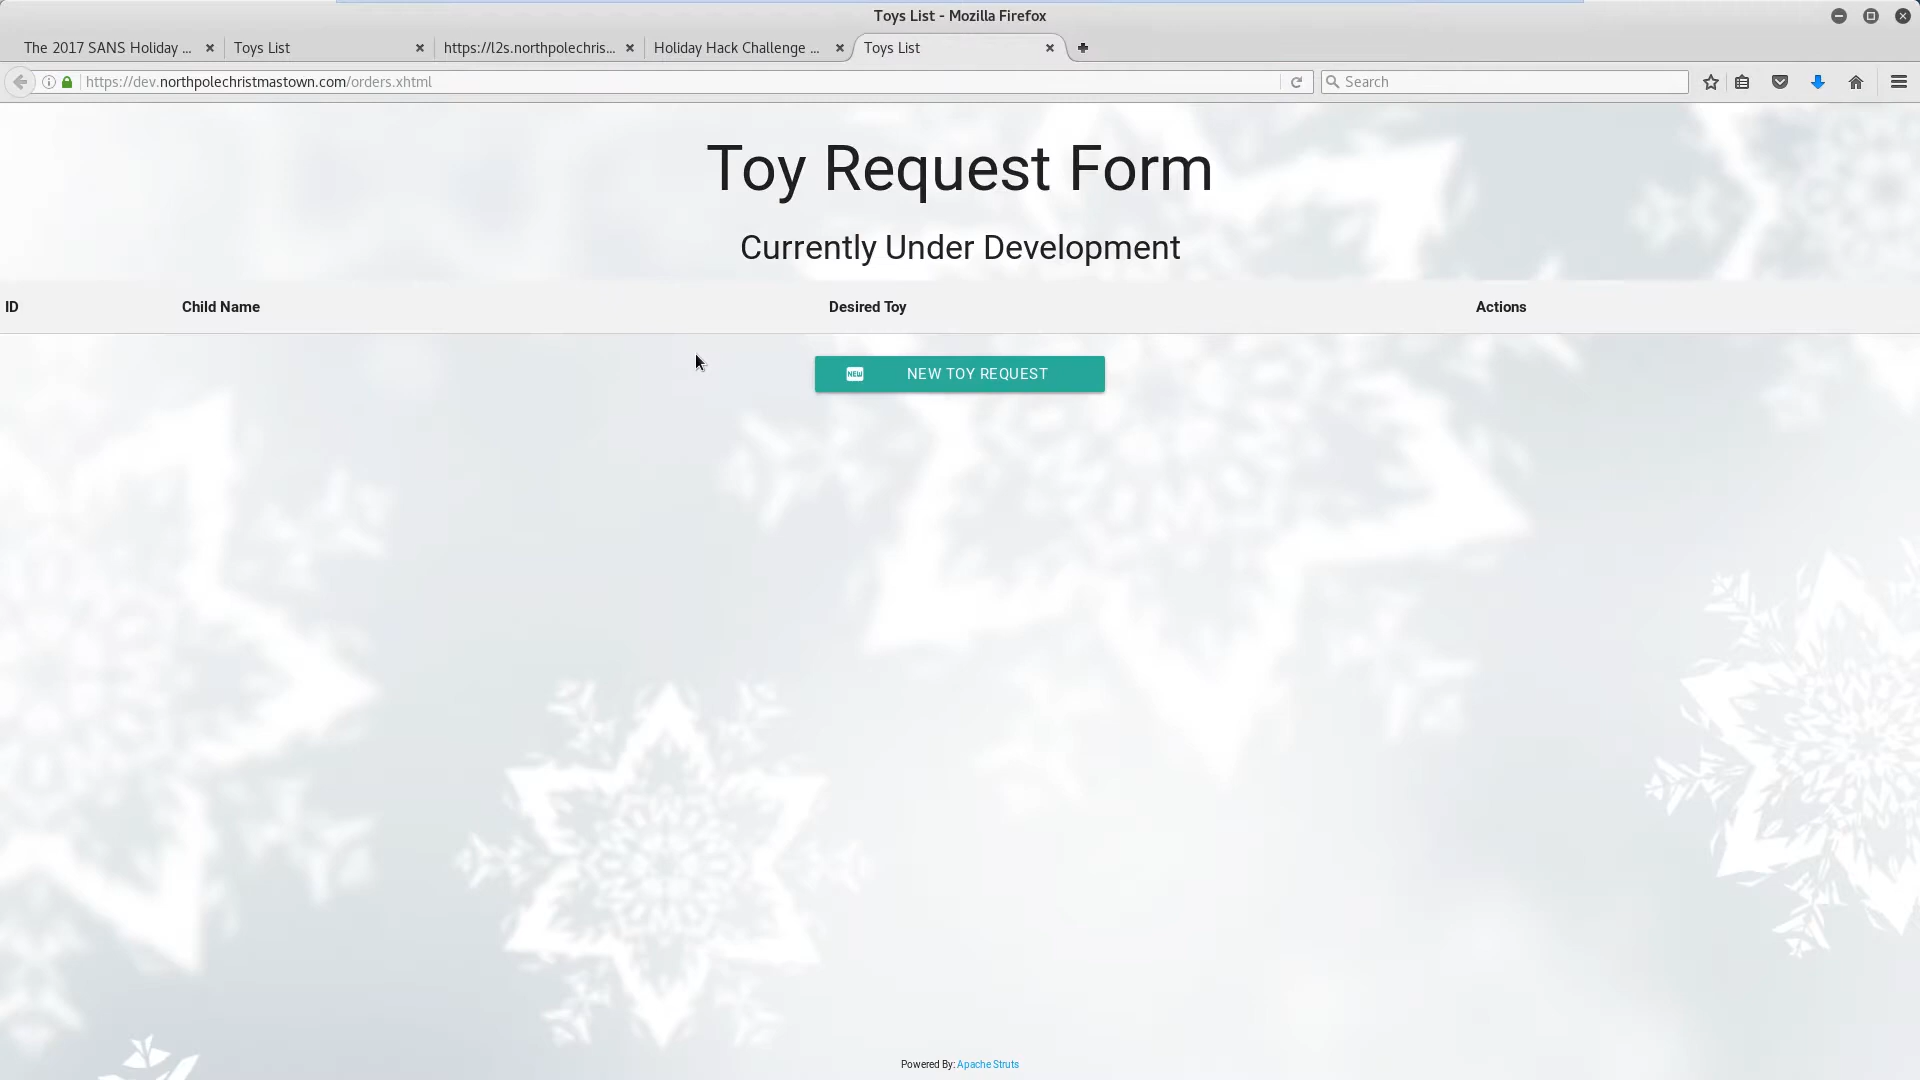 Toys List - Mozilla Firefox
The 2017 SANS Holiday ...
Toys List
https://l2s.northpolechris...
Holiday Hack Challenge ...
Toys List
https://dev.northpolechristmastown.com/orders.xhtml
Search
Toy Request Form
Currently Under Development
ID Child Name Desired Toy Actions
NEW NEW TOY REQUEST
Powered By: Apache Struts